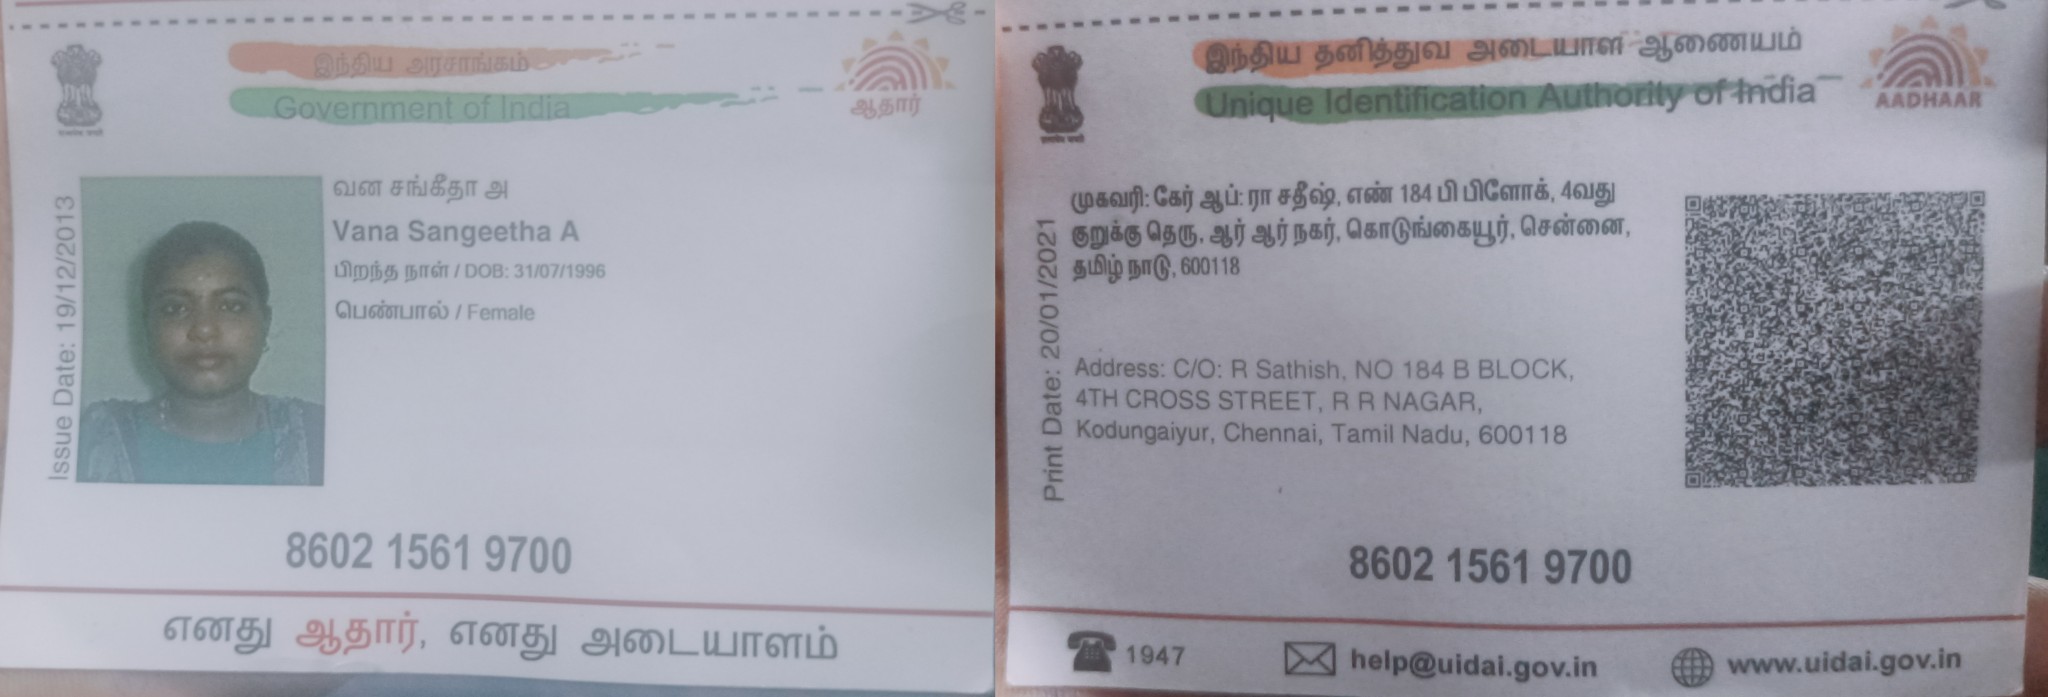 இந்திய அரசாங்கம்
Government of India
ஆதார்
Issue Date: 19/12/2013
வன சங்கீதா அ
Vana Sangeetha A
பிறந்த நாள் / DOB: 31/07/1996
பெண்பால் / Female
8602 1561 9700
எனது ஆதார், எனது அடையாளம்
இந்திய தனித்துவ அடையாள ஆணையம்
Unique Identification Authority of India
AADHAAR
Print Date: 20/01/2021
முகவரி: கேர் ஆப்: ரா சதீஷ், எண் 184 பி பிளோக், 4வது
குறுக்கு தெரு, ஆர் ஆர் நகர், கொடுங்கையூர், சென்னை,
தமிழ் நாடு, 600118
Address: C/O: R Sathish, NO 184 B BLOCK,
4TH CROSS STREET, R R NAGAR,
Kodungaiyur, Chennai, Tamil Nadu, 600118
8602 1561 9700
1947
help@uidai.gov.in
www.uidai.gov.in